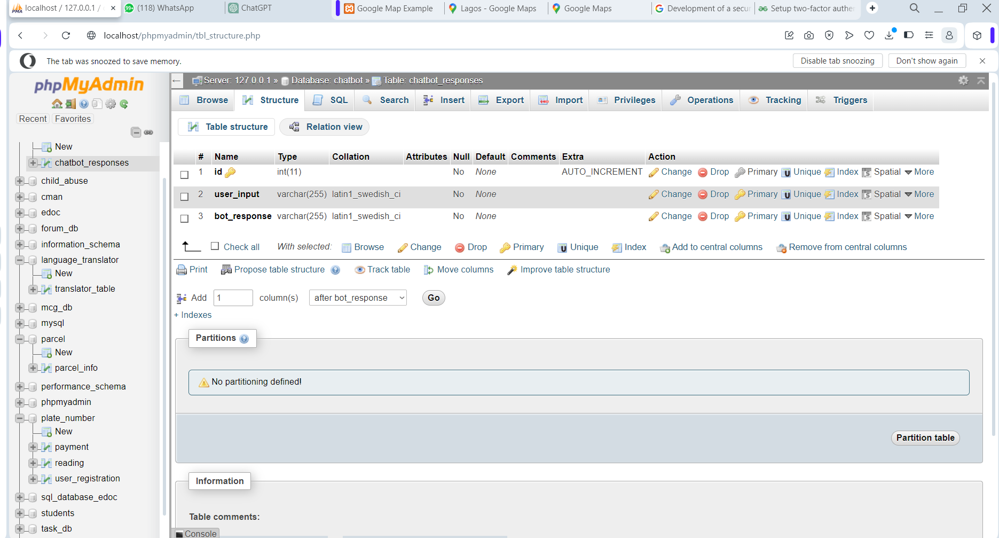 localhost / 127.0.0.1 /
(118) WhatsApp
ChatGPT
Google Map Example
Lagos - Google Maps
Google Maps
Development of a secur
Setup two-factor auther
localhost/phpmyadmin/tbl_structure.php
The tab was snoozed to save memory.
Disable tab snoozing
Don't show again
phpMyAdmin
Recent
Favorites
New
chatbot_responses
child_abuse
cman
edoc
forum_db
information_schema
language_translator
New
translator_table
mcg_db
mysql
parcel
New
parcel_info
performance_schema
phpmyadmin
plate_number
New
payment
reading
user_registration
sql_database_edoc
students
task_db
Server: 127.0.0.1 » Database: chatbot » Table: chatbot_responses
Browse Structure SQL Search Insert Export Import Privileges Operations Tracking Triggers
Table structure Relation view
# Name Type Collation Attributes Null Default Comments Extra Action
1 id int(11) No None AUTO_INCREMENT Change Drop Primary Unique Index Spatial More
2 user_input varchar(255) latin1_swedish_ci No None Change Drop Primary Unique Index Spatial More
3 bot_response varchar(255) latin1_swedish_ci No None Change Drop Primary Unique Index Spatial More
Check all With selected: Browse Change Drop Primary Unique Index Add to central columns Remove from central columns
Print Propose table structure Track table Move columns Improve table structure
Add 1 column(s) after bot_response Go
+ Indexes
Partitions
No partitioning defined!
Partition table
Information
Table comments:
Console